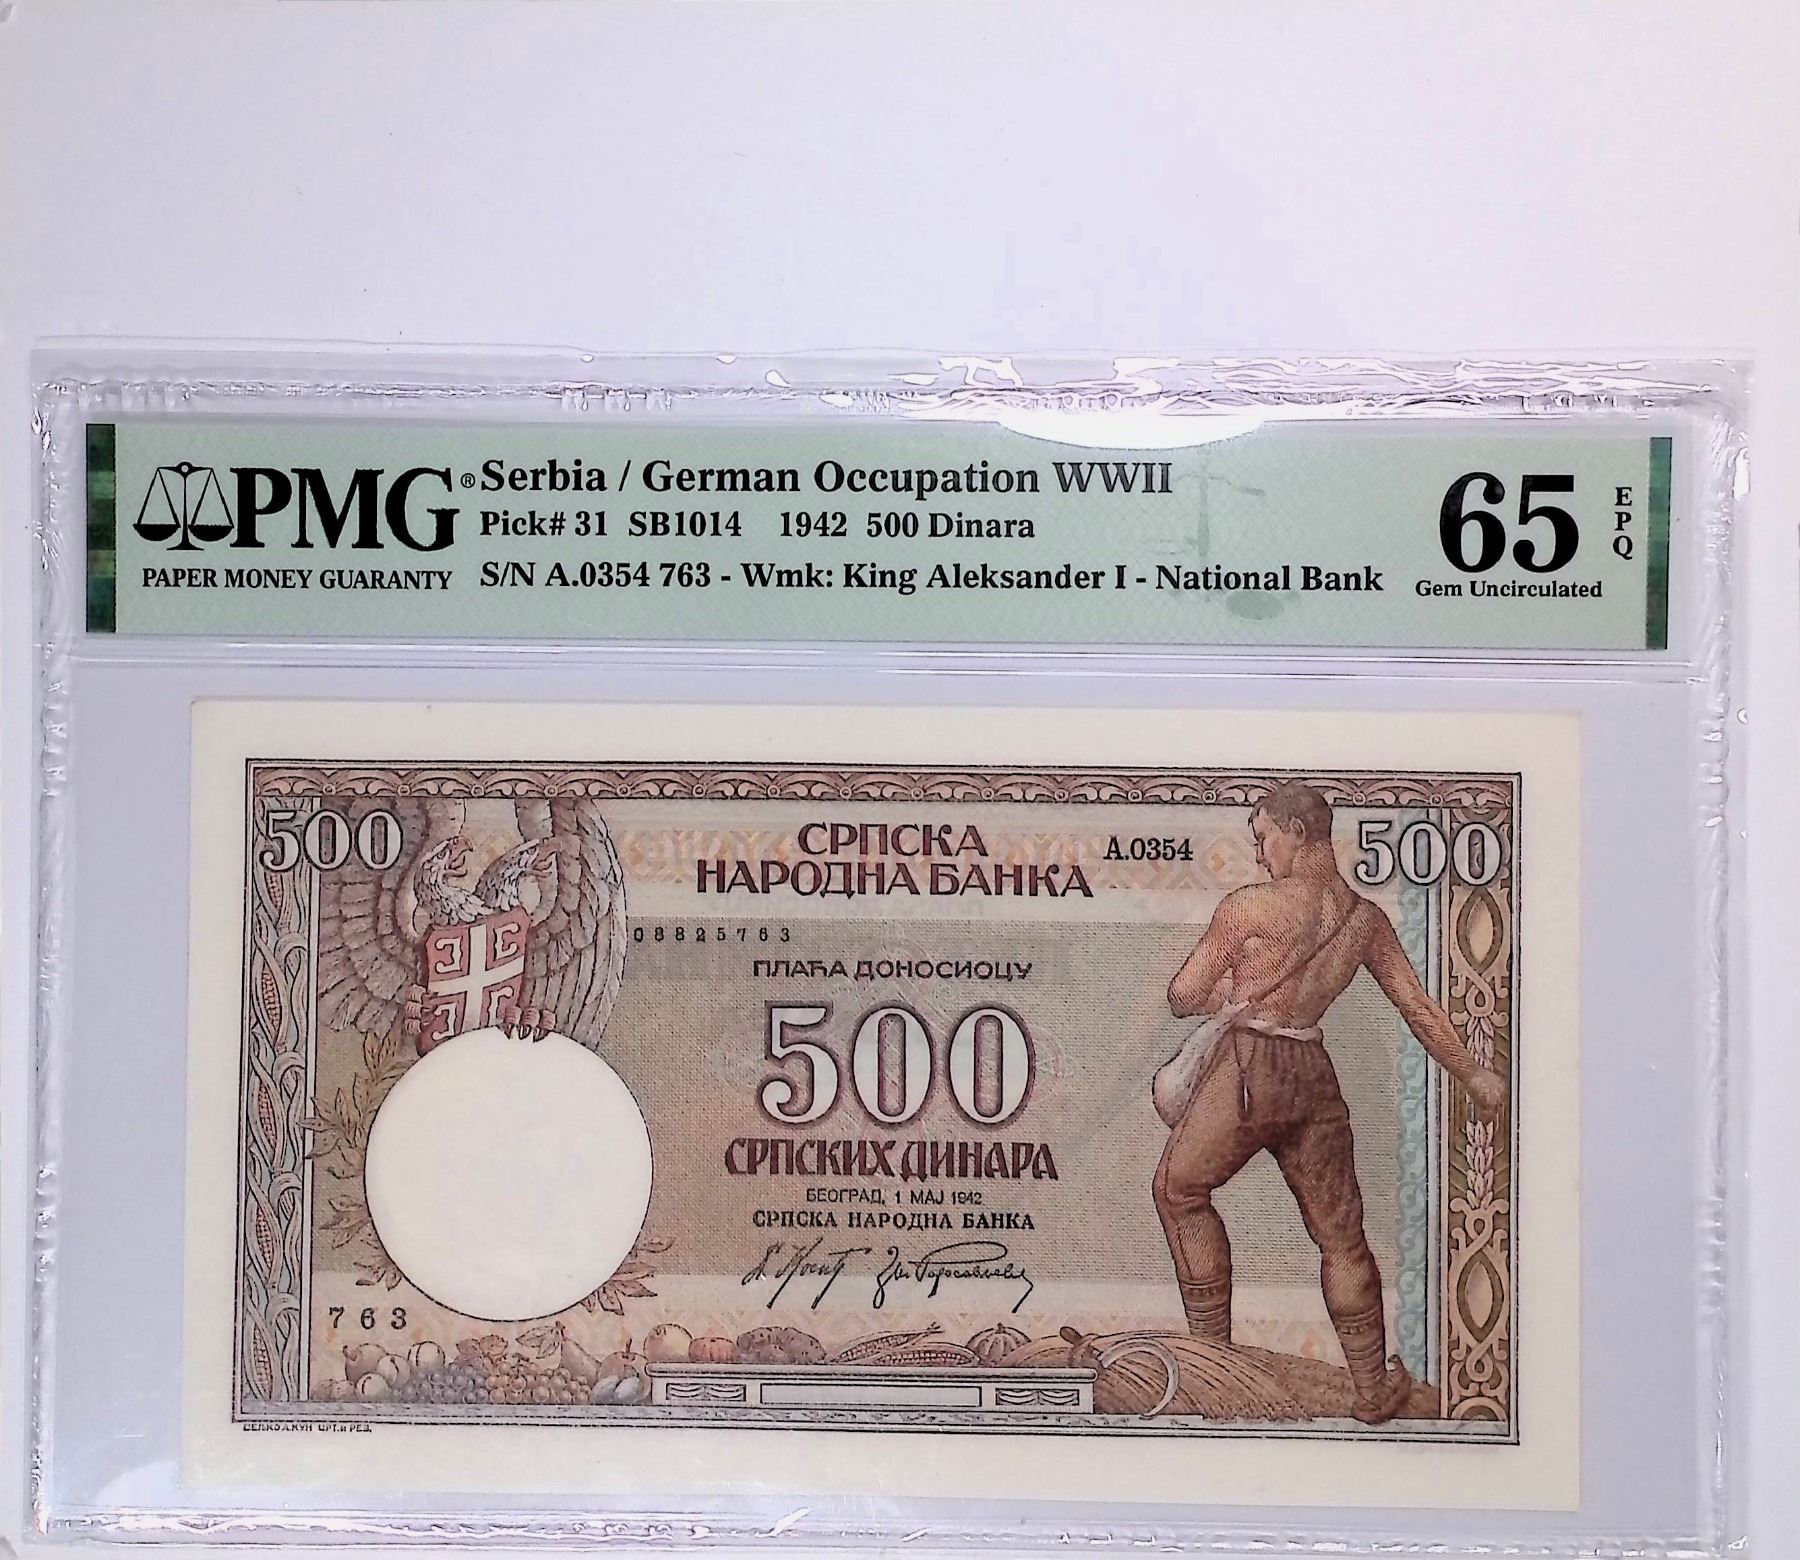 PMG®
PAPER MONEY GUARANTY
Serbia / German Occupation WWII
Pick# 31 SB1014 1942 500 Dinara
S/N A.0354 763 - Wmk: King Aleksander I - National Bank
65
EPQ
Gem Uncirculated
500
СРПСКА
НАРОДНА БАНКА
A.0354
500
08825763
ПЛАЋА ДОНОСИОЦУ
500
СРПСКИХ ДИНАРА
БЕОГРАД, 1 МАЈ 1942
СРПСКА НАРОДНА БАНКА
763